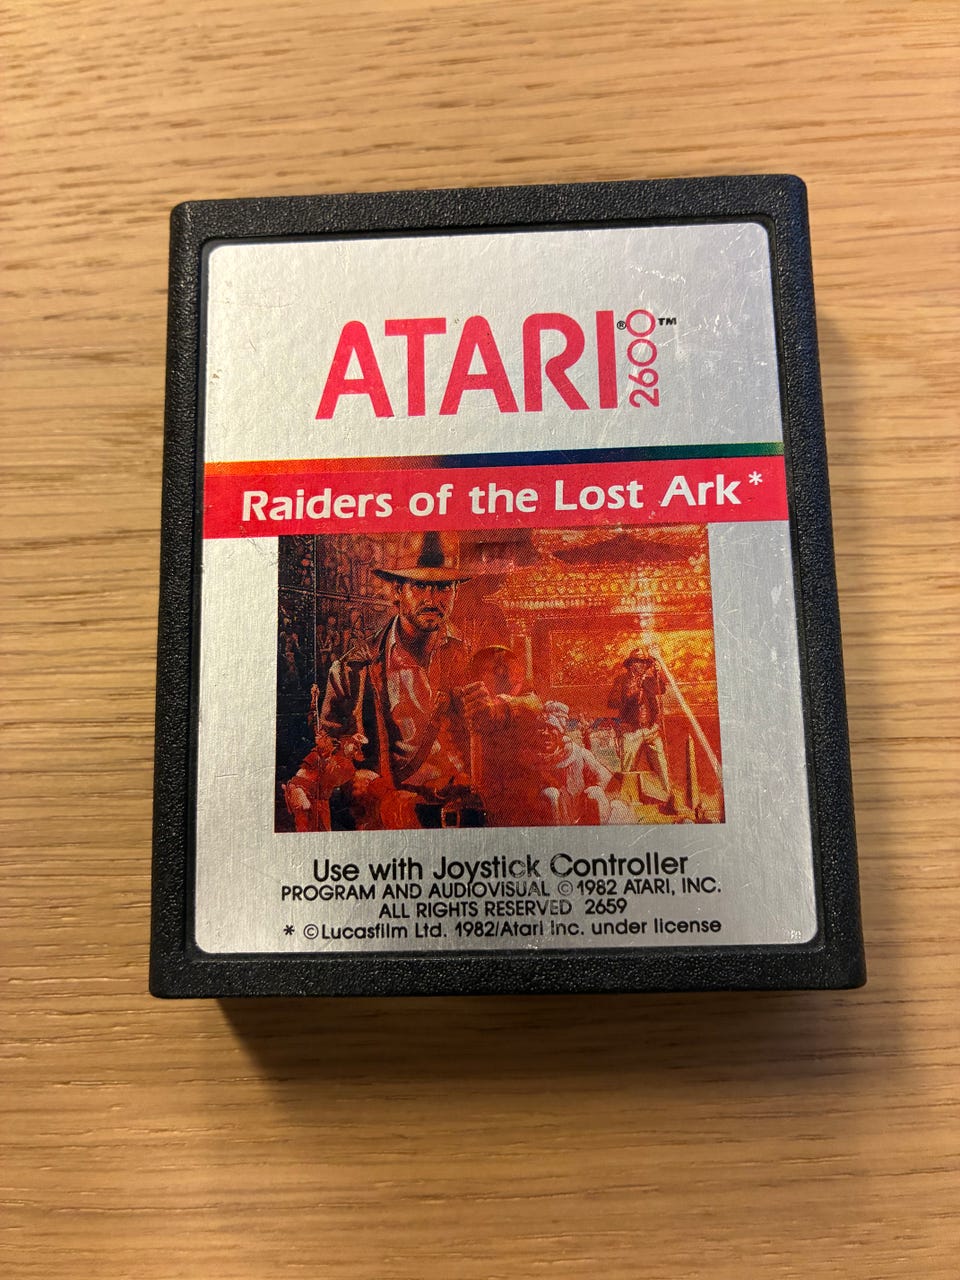 ATARI® 2600™
Raiders of the Lost Ark*
Use with Joystick Controller
PROGRAM AND AUDIOVISUAL © 1982 ATARI, INC.
ALL RIGHTS RESERVED 2659
* ©Lucasfilm Ltd. 1982/Atari Inc. under license